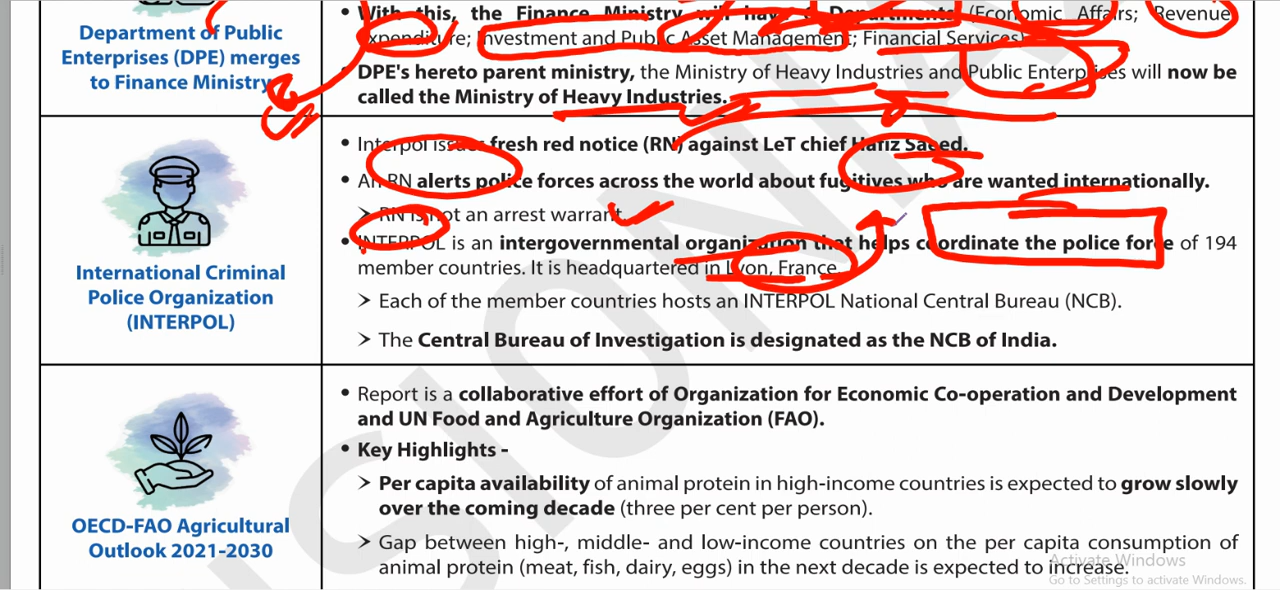 Department of Public
Enterprises (DPE) merges
to Finance Ministry
With this, the Finance Ministry will have 6 Departments (Economic Affairs; Revenue
Expenditure; Investment and Public Asset Management; Financial Services)
DPE's hereto parent ministry, the Ministry of Heavy Industries and Public Enterprises will now be
called the Ministry of Heavy Industries.
International Criminal
Police Organization
(INTERPOL)
Interpol issues fresh red notice (RN) against LeT chief Hafiz Saeed.
An RN alerts police forces across the world about fugitives who are wanted internationally.
RN is not an arrest warrant.
INTERPOL is an intergovernmental organization that helps coordinate the police force of 194
member countries. It is headquartered in Lyon, France.
Each of the member countries hosts an INTERPOL National Central Bureau (NCB).
The Central Bureau of Investigation is designated as the NCB of India.
OECD-FAO Agricultural
Outlook 2021-2030
Report is a collaborative effort of Organization for Economic Co-operation and Development
and UN Food and Agriculture Organization (FAO).
Key Highlights -
Per capita availability of animal protein in high-income countries is expected to grow slowly
over the coming decade (three per cent per person).
Gap between high-, middle- and low-income countries on the per capita consumption of
animal protein (meat, fish, dairy, eggs) in the next decade is expected to increase.
Activate Windows
Go to Settings to activate Windows.